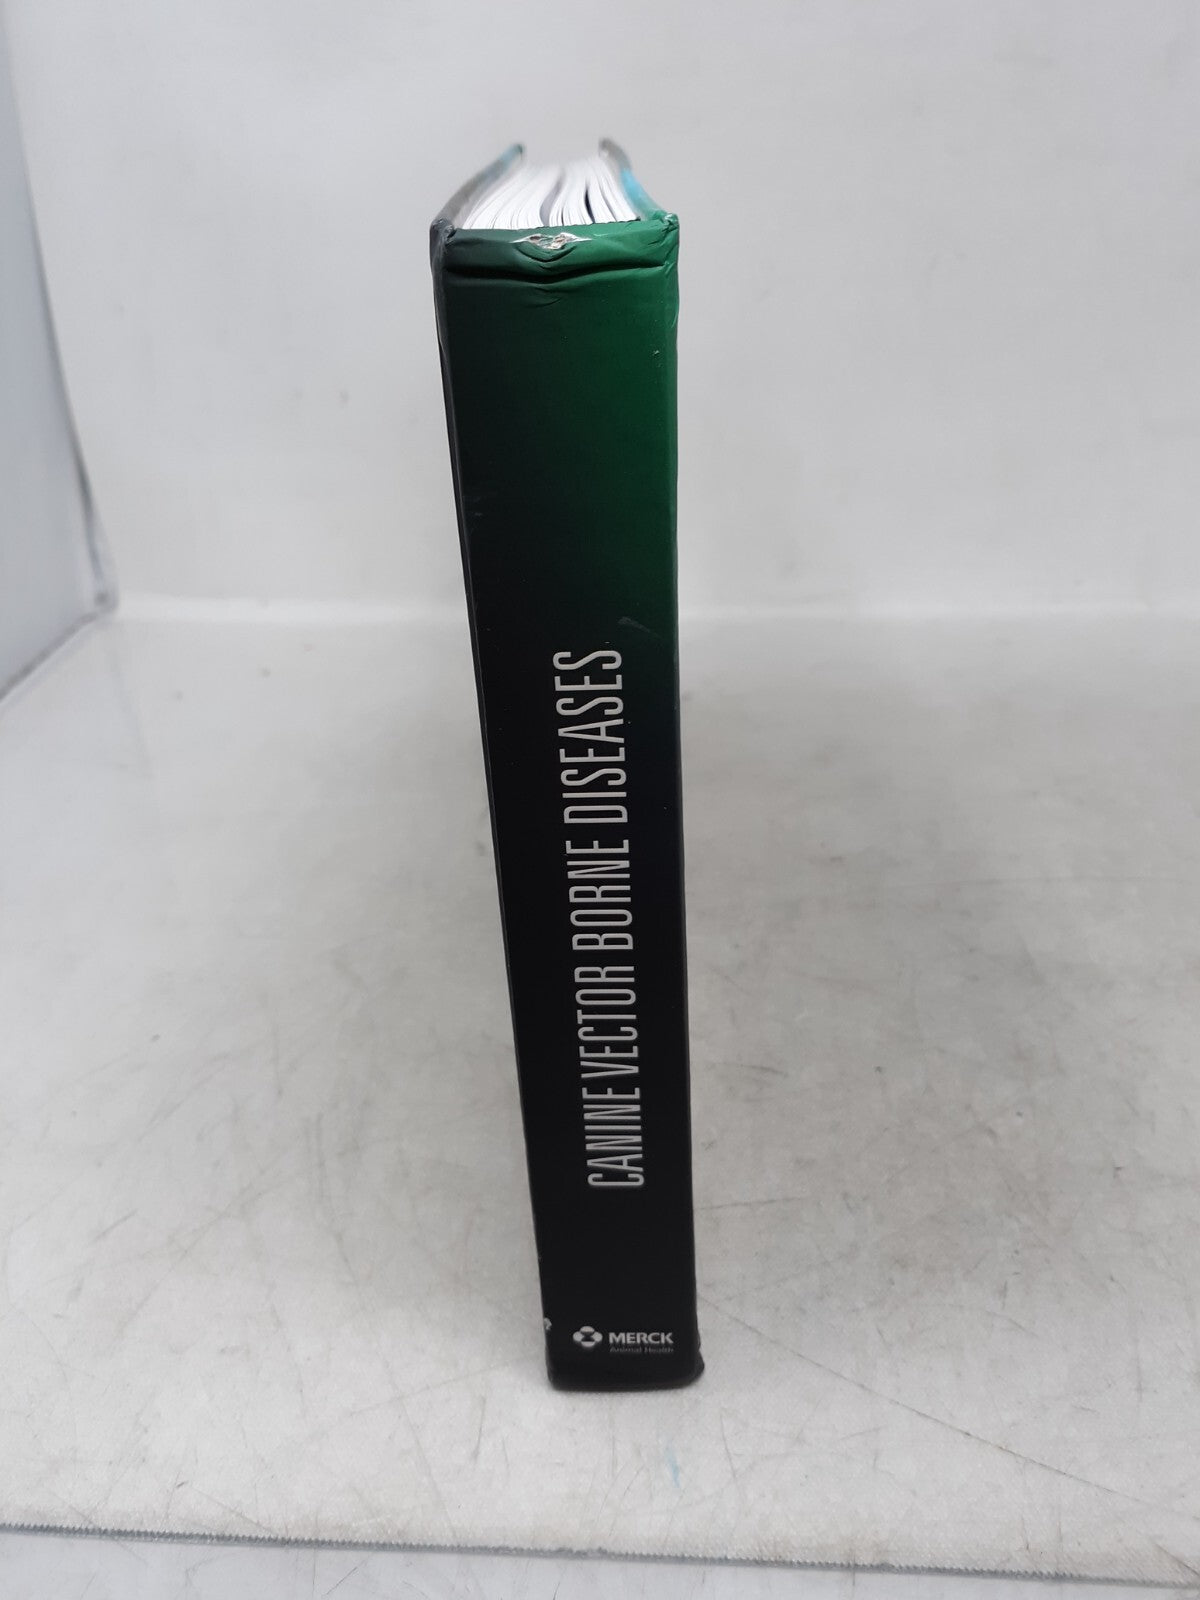 CANINE VECTOR BORNE DISEASES
MERCK
Animal Health